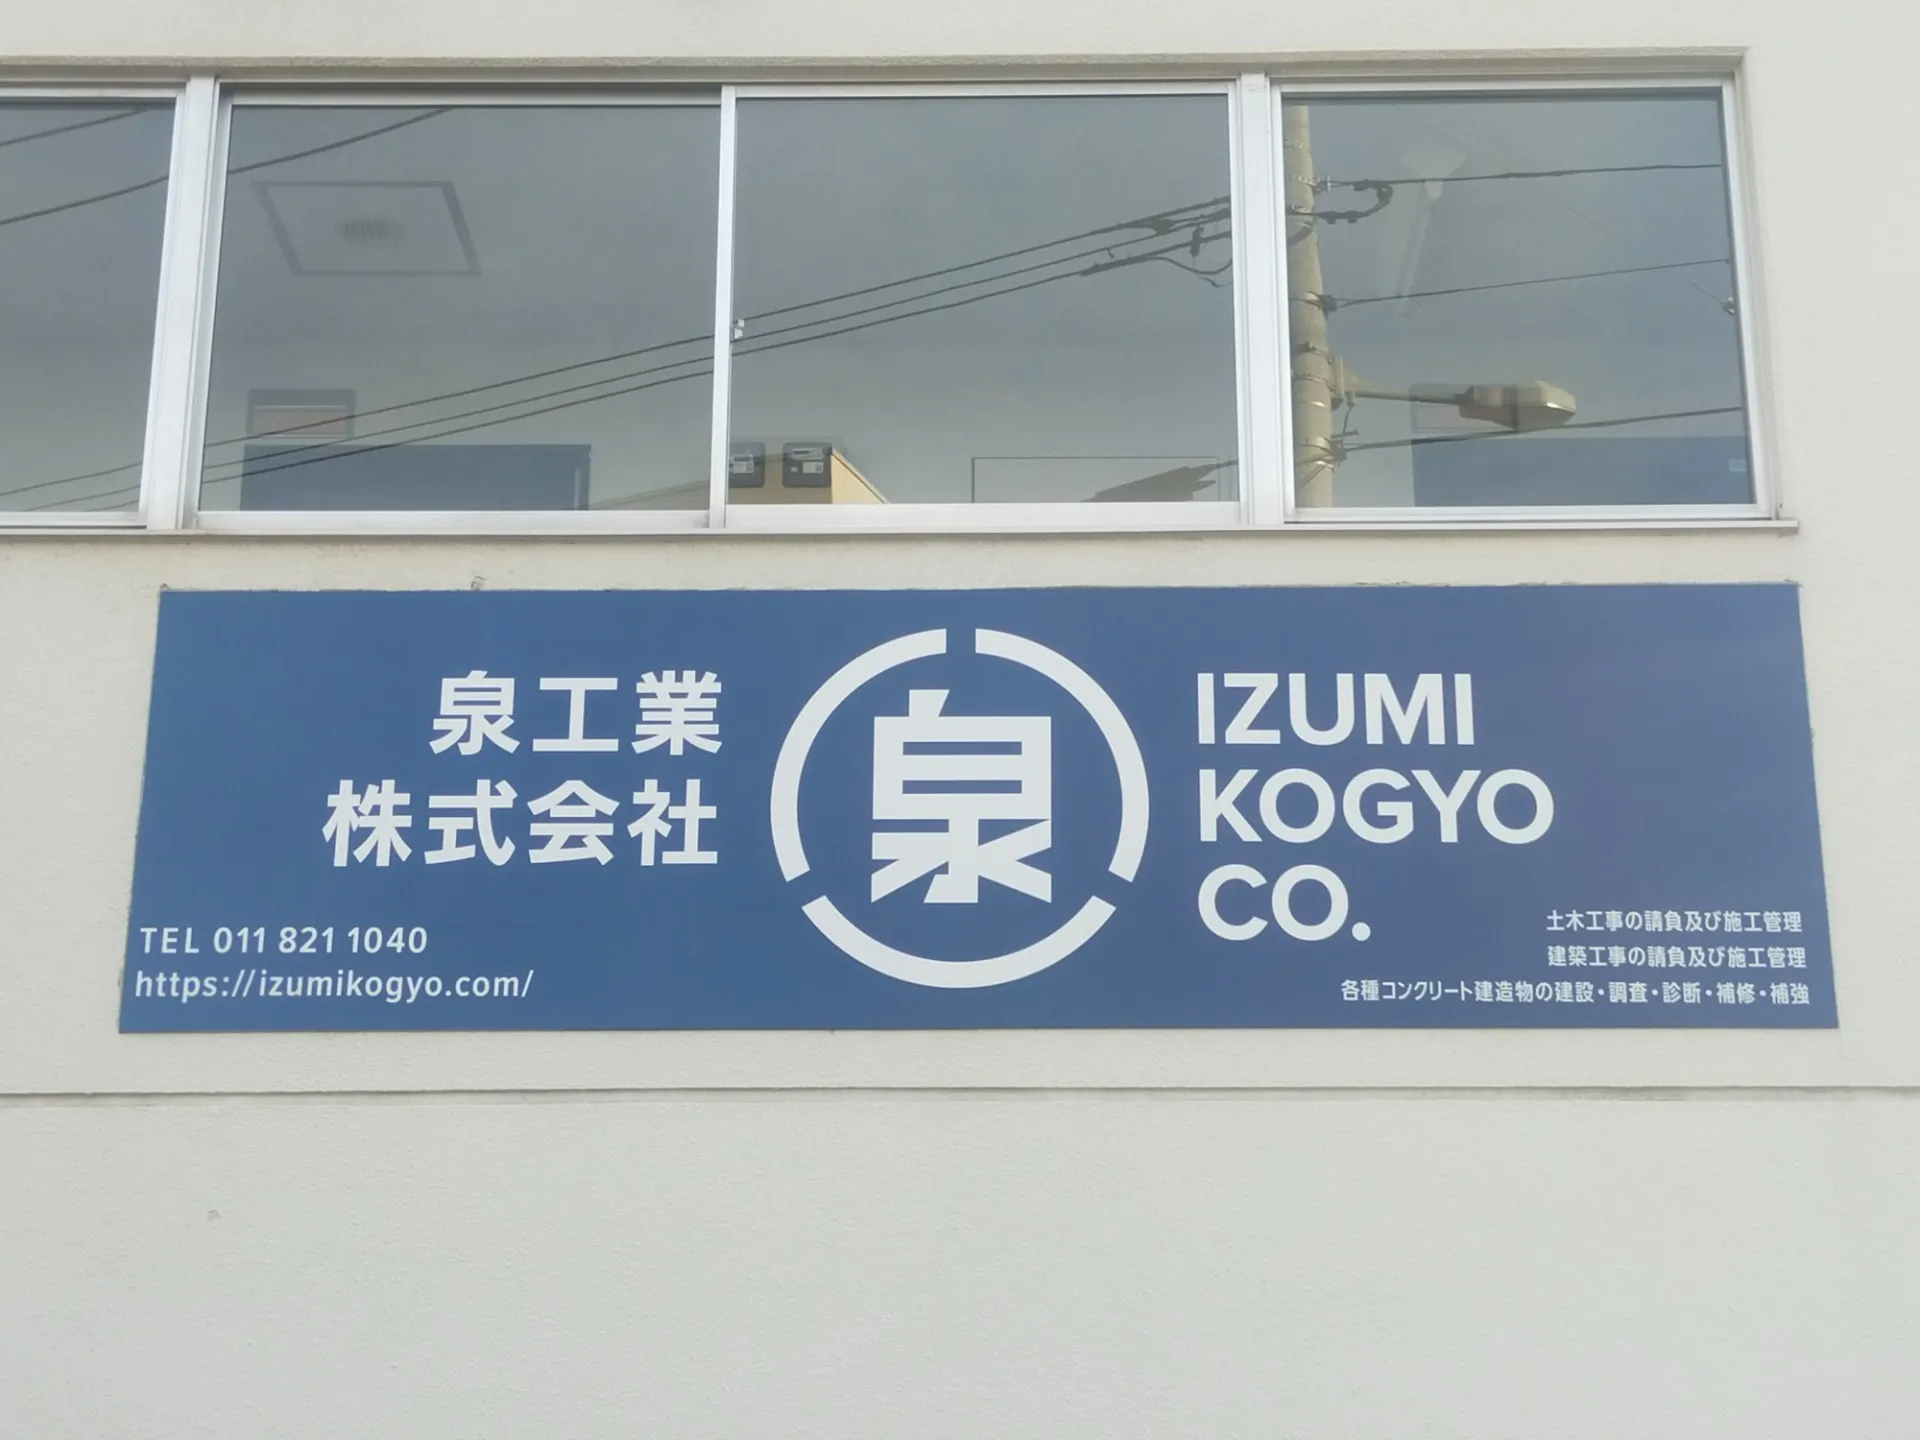 泉工業
株式会社
TEL 011 821 1040
https://izumikogyo.com/
泉
IZUMI
KOGYO
CO.
土木工事の請負及び施工管理
建築工事の請負及び施工管理
各種コンクリート建造物の建設・調査・診断・補修・補強